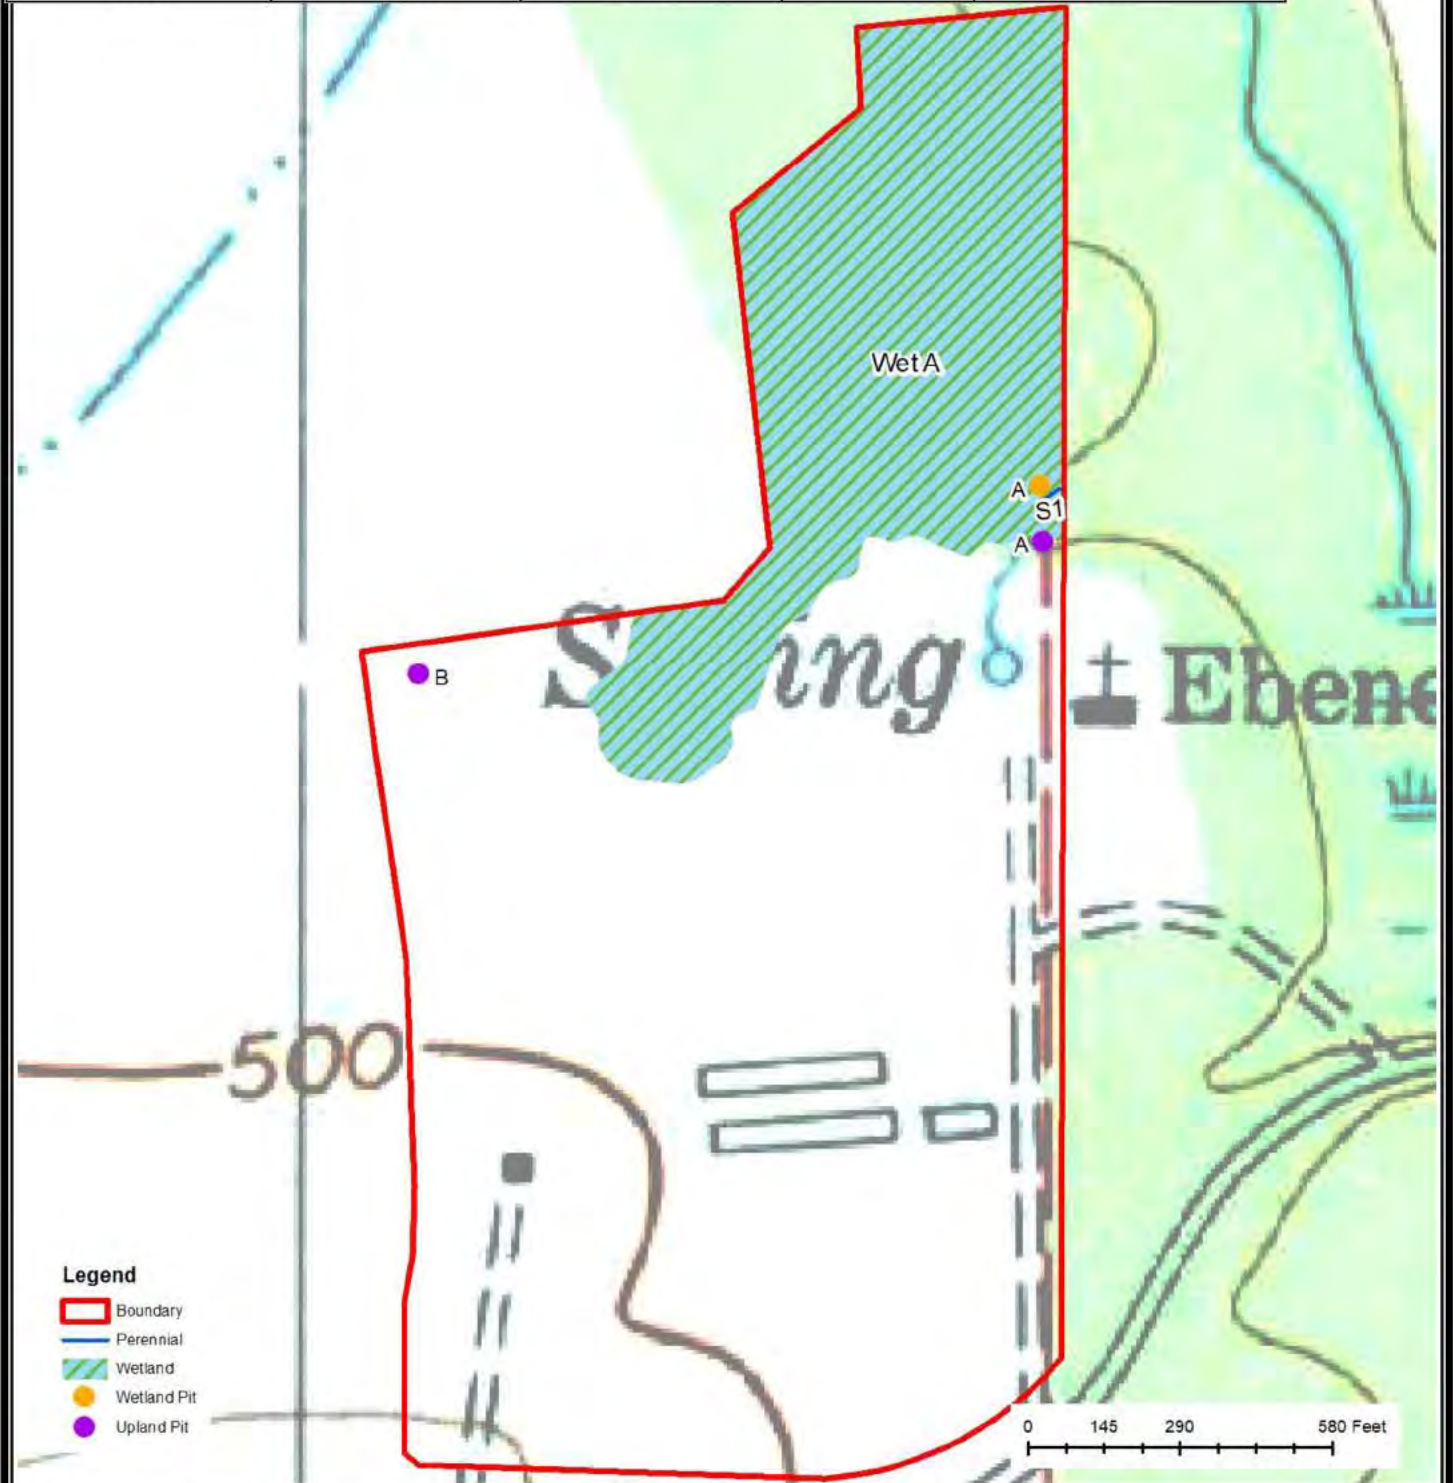 Wet A
A
S1
A
B
Ebene
500
Legend
Boundary
Perennial
Wetland
Wetland Pit
Upland Pit
0 145 290 580 Feet